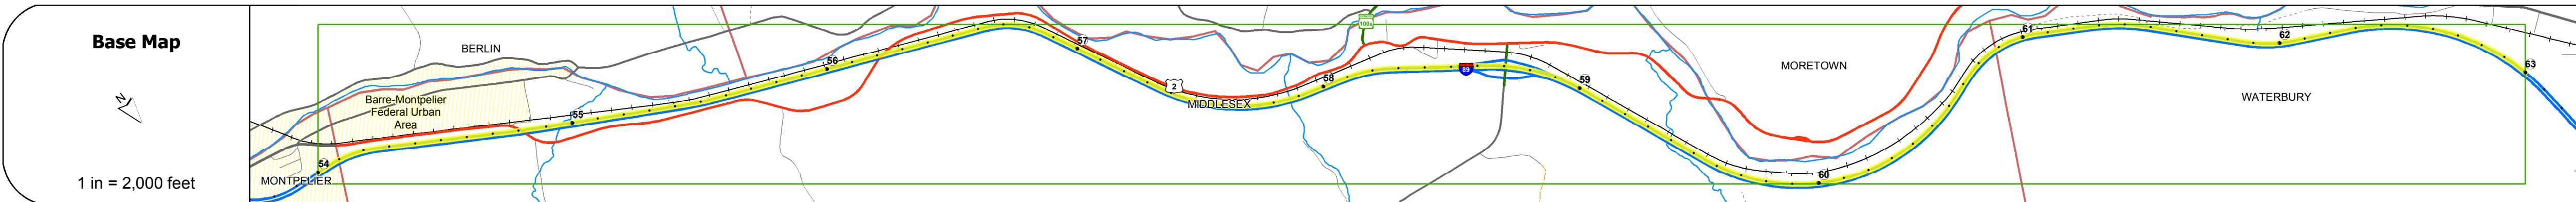 Base Map
N
1 in = 2,000 feet
BERLIN
Barre-Montpelier
Federal Urban
Area
54
MONTPELIER
55
56
57
2
MIDDLESEX
58
100B
89
59
MORETOWN
60
61
WATERBURY
62
63